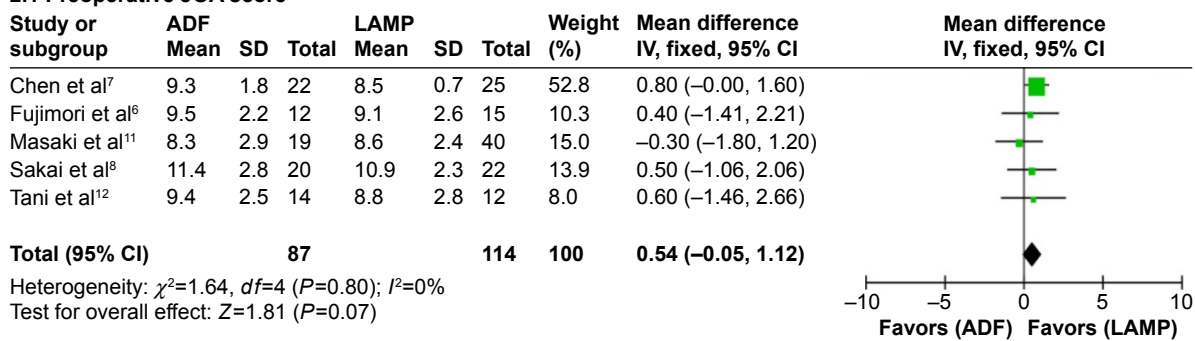 2.1 Preoperative JOA score
Study or subgroup ADF Mean SD Total LAMP Mean SD Total Weight (%) Mean difference IV, fixed, 95% CI Mean difference IV, fixed, 95% CI
Chen et al⁷ 9.3 1.8 22 8.5 0.7 25 52.8 0.80 (–0.00, 1.60)
Fujimori et al⁶ 9.5 2.2 12 9.1 2.6 15 10.3 0.40 (–1.41, 2.21)
Masaki et al¹¹ 8.3 2.9 19 8.6 2.4 40 15.0 –0.30 (–1.80, 1.20)
Sakai et al⁸ 11.4 2.8 20 10.9 2.3 22 13.9 0.50 (–1.06, 2.06)
Tani et al¹² 9.4 2.5 14 8.8 2.8 12 8.0 0.60 (–1.46, 2.66)
Total (95% CI) 87 114 100 0.54 (–0.05, 1.12)
Heterogeneity: χ²=1.64, df=4 (P=0.80); I²=0%
Test for overall effect: Z=1.81 (P=0.07)
–10 –5 0 5 10
Favors (ADF) Favors (LAMP)